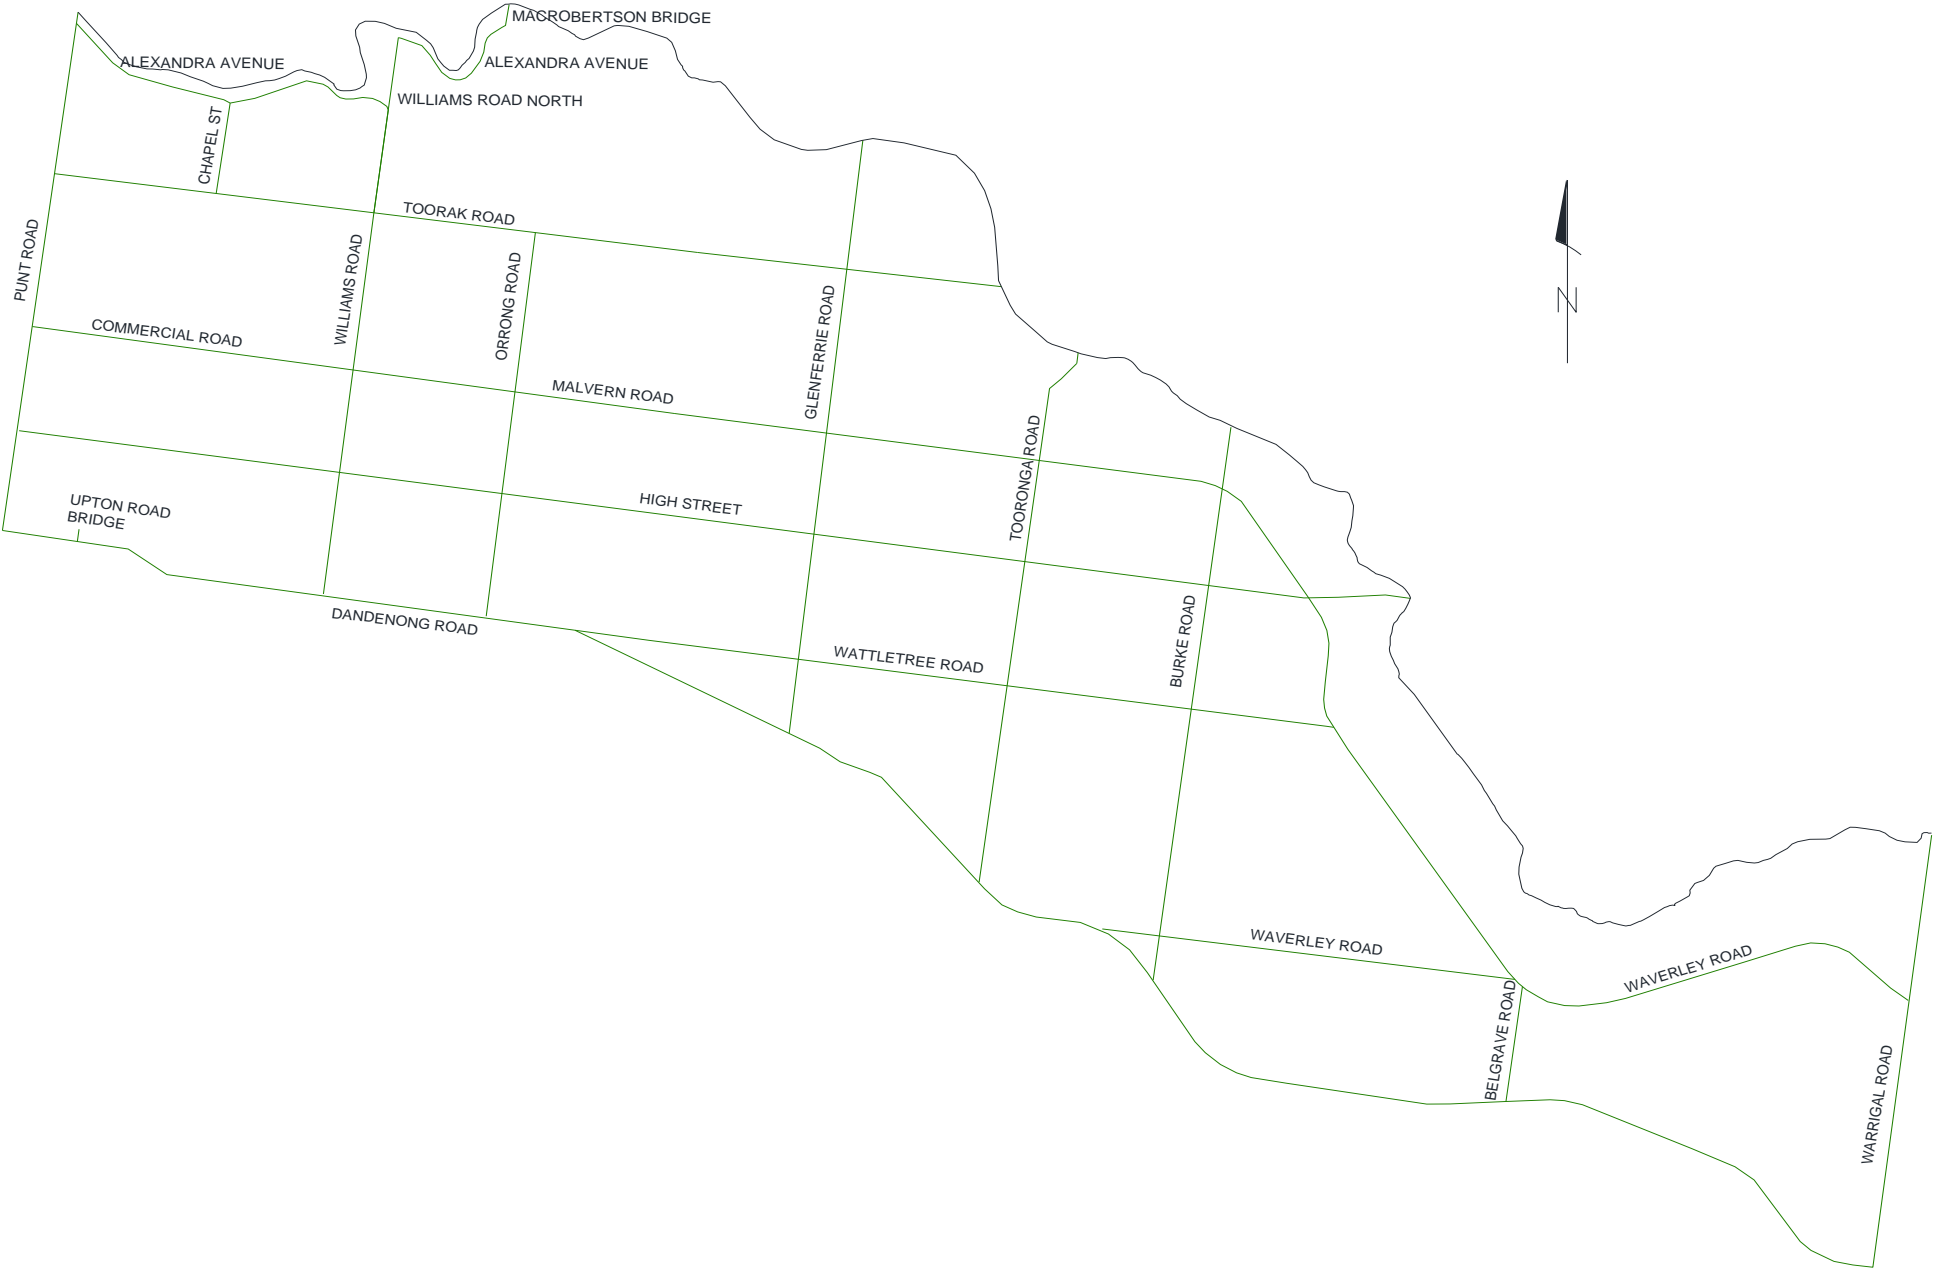 MACROBERTSON BRIDGE
ALEXANDRA AVENUE
ALEXANDRA AVENUE
WILLIAMS ROAD NORTH
CHAPEL ST
TOORAK ROAD
PUNT ROAD
WILLIAMS ROAD
ORRONG ROAD
GLENFERRIE ROAD
N
COMMERCIAL ROAD
MALVERN ROAD
TOORONGA ROAD
HIGH STREET
UPTON ROAD
BRIDGE
DANDENONG ROAD
WATTLETREE ROAD
BURKE ROAD
WAVERLEY ROAD
WAVERLEY ROAD
BELGRAVE ROAD
WARRIGAL ROAD